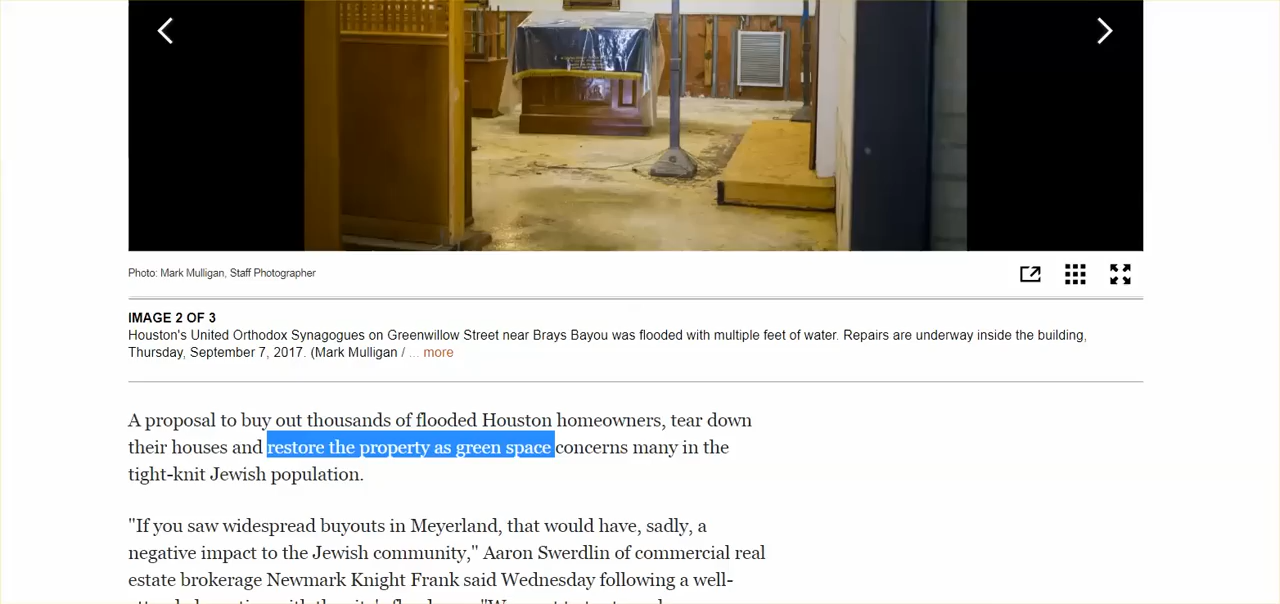 Photo: Mark Mulligan, Staff Photographer
IMAGE 2 OF 3
Houston's United Orthodox Synagogues on Greenwillow Street near Brays Bayou was flooded with multiple feet of water. Repairs are underway inside the building,
Thursday, September 7, 2017. (Mark Mulligan / ... more
A proposal to buy out thousands of flooded Houston homeowners, tear down
their houses and restore the property as green space concerns many in the
tight-knit Jewish population.
"If you saw widespread buyouts in Meyerland, that would have, sadly, a
negative impact to the Jewish community," Aaron Swerdlin of commercial real
estate brokerage Newmark Knight Frank said Wednesday following a well-